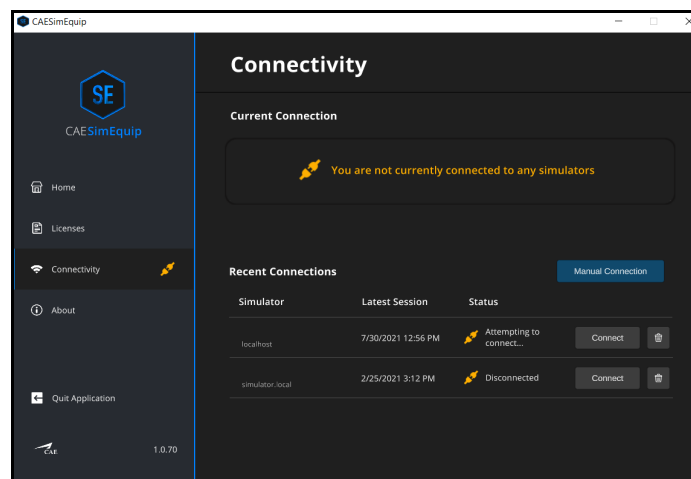 CAESimEquip
SE
CAESimEquip
Home
Licenses
Connectivity
About
Quit Application
CAE
1.0.70
Connectivity
Current Connection
You are not currently connected to any simulators
Recent Connections
Manual Connection
Simulator Latest Session Status
localhost 7/30/2021 12:56 PM Attempting to connect... Connect
simulator.local 2/25/2021 3:12 PM Disconnected Connect